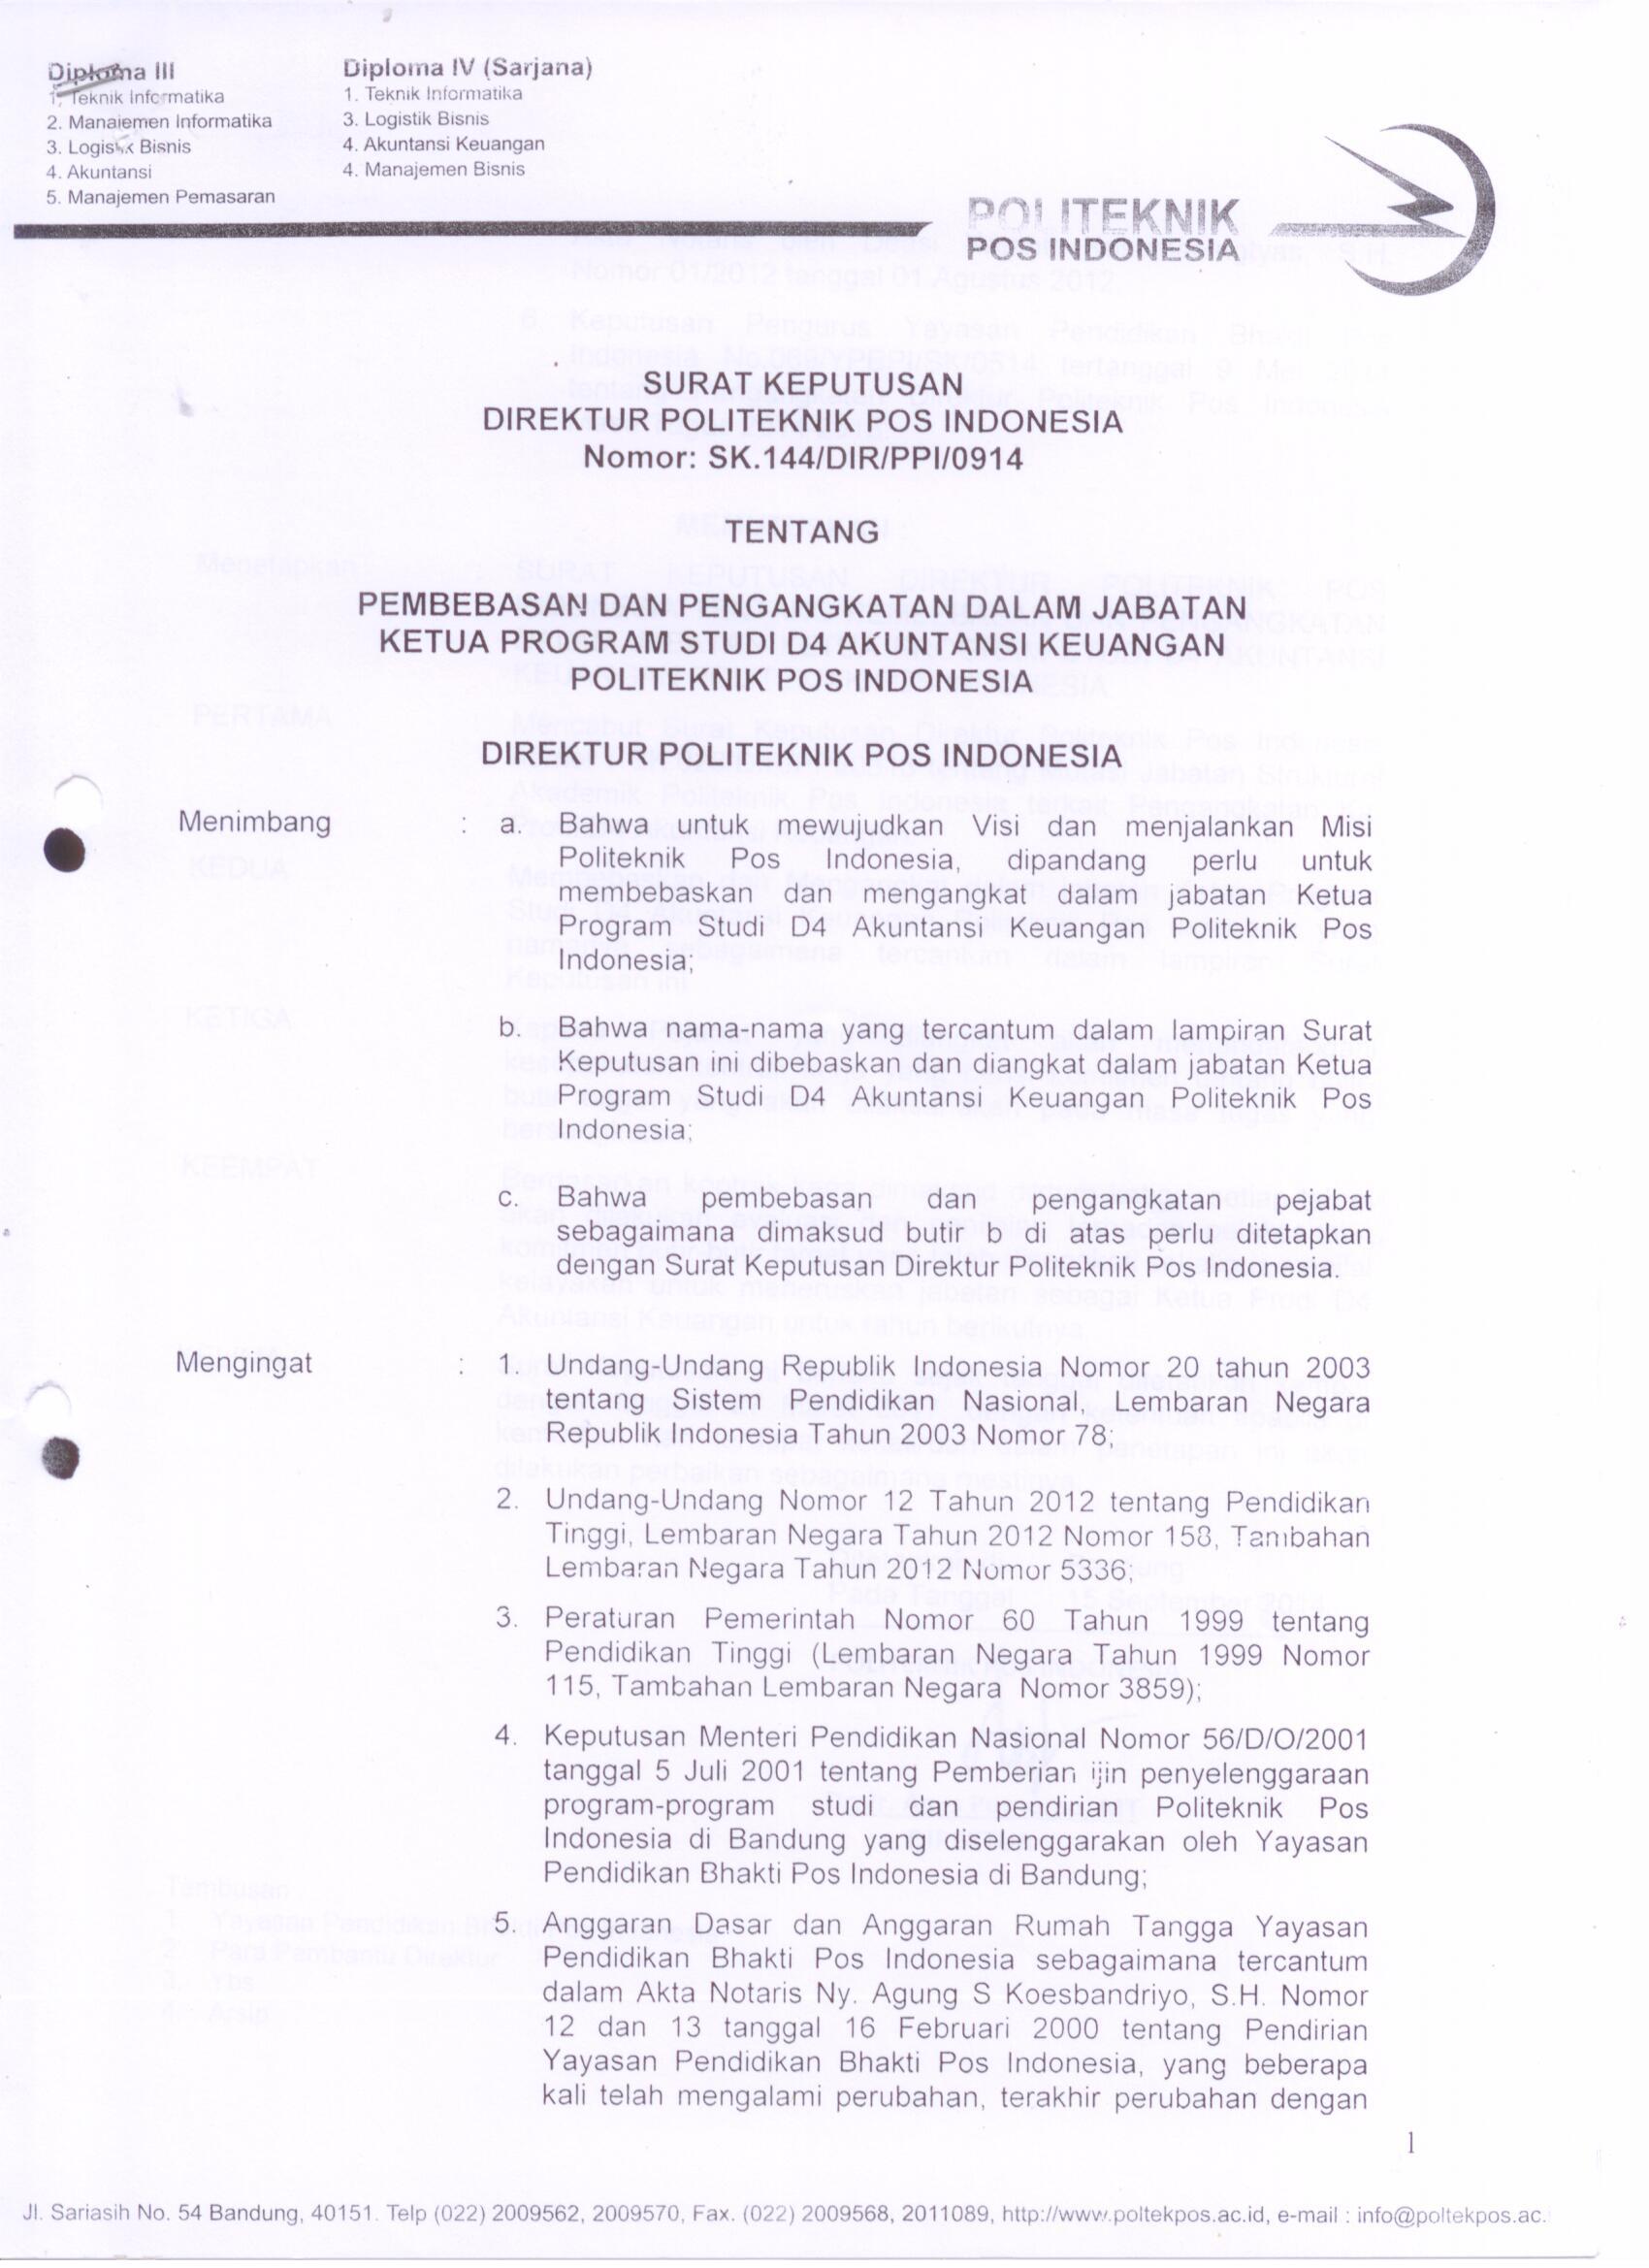 Diploma III
1. Teknik Informatika
2. Manajemen Informatika
3. Logistik Bisnis
4. Akuntansi
5. Manajemen Pemasaran
Diploma IV (Sarjana)
1. Teknik Informatika
3. Logistik Bisnis
4. Akuntansi Keuangan
4. Manajemen Bisnis
POLITEKNIK
POS INDONESIA
SURAT KEPUTUSAN
DIREKTUR POLITEKNIK POS INDONESIA
Nomor: SK.144/DIR/PPI/0914
TENTANG
PEMBEBASAN DAN PENGANGKATAN DALAM JABATAN
KETUA PROGRAM STUDI D4 AKUNTANSI KEUANGAN
POLITEKNIK POS INDONESIA
DIREKTUR POLITEKNIK POS INDONESIA
Menimbang : a. Bahwa untuk mewujudkan Visi dan menjalankan Misi
Politeknik Pos Indonesia, dipandang perlu untuk
membebaskan dan mengangkat dalam jabatan Ketua
Program Studi D4 Akuntansi Keuangan Politeknik Pos
Indonesia;
b. Bahwa nama-nama yang tercantum dalam lampiran Surat
Keputusan ini dibebaskan dan diangkat dalam jabatan Ketua
Program Studi D4 Akuntansi Keuangan Politeknik Pos
Indonesia;
c. Bahwa pembebasan dan pengangkatan pejabat
sebagaimana dimaksud butir b di atas perlu ditetapkan
dengan Surat Keputusan Direktur Politeknik Pos Indonesia.
Mengingat : 1. Undang-Undang Republik Indonesia Nomor 20 tahun 2003
tentang Sistem Pendidikan Nasional, Lembaran Negara
Republik Indonesia Tahun 2003 Nomor 78;
2. Undang-Undang Nomor 12 Tahun 2012 tentang Pendidikan
Tinggi, Lembaran Negara Tahun 2012 Nomor 158, Tambahan
Lembaran Negara Tahun 2012 Nomor 5336;
3. Peraturan Pemerintah Nomor 60 Tahun 1999 tentang
Pendidikan Tinggi (Lembaran Negara Tahun 1999 Nomor
115, Tambahan Lembaran Negara Nomor 3859);
4. Keputusan Menteri Pendidikan Nasional Nomor 56/D/O/2001
tanggal 5 Juli 2001 tentang Pemberian ijin penyelenggaraan
program-program studi dan pendirian Politeknik Pos
Indonesia di Bandung yang diselenggarakan oleh Yayasan
Pendidikan Bhakti Pos Indonesia di Bandung;
5. Anggaran Dasar dan Anggaran Rumah Tangga Yayasan
Pendidikan Bhakti Pos Indonesia sebagaimana tercantum
dalam Akta Notaris Ny. Agung S Koesbandriyo, S.H. Nomor
12 dan 13 tanggal 16 Februari 2000 tentang Pendirian
Yayasan Pendidikan Bhakti Pos Indonesia, yang beberapa
kali telah mengalami perubahan, terakhir perubahan dengan
1
Jl. Sariasih No. 54 Bandung, 40151. Telp (022) 2009562, 2009570, Fax. (022) 2009568, 2011089, http://www.poltekpos.ac.id, e-mail : info@poltekpos.ac.